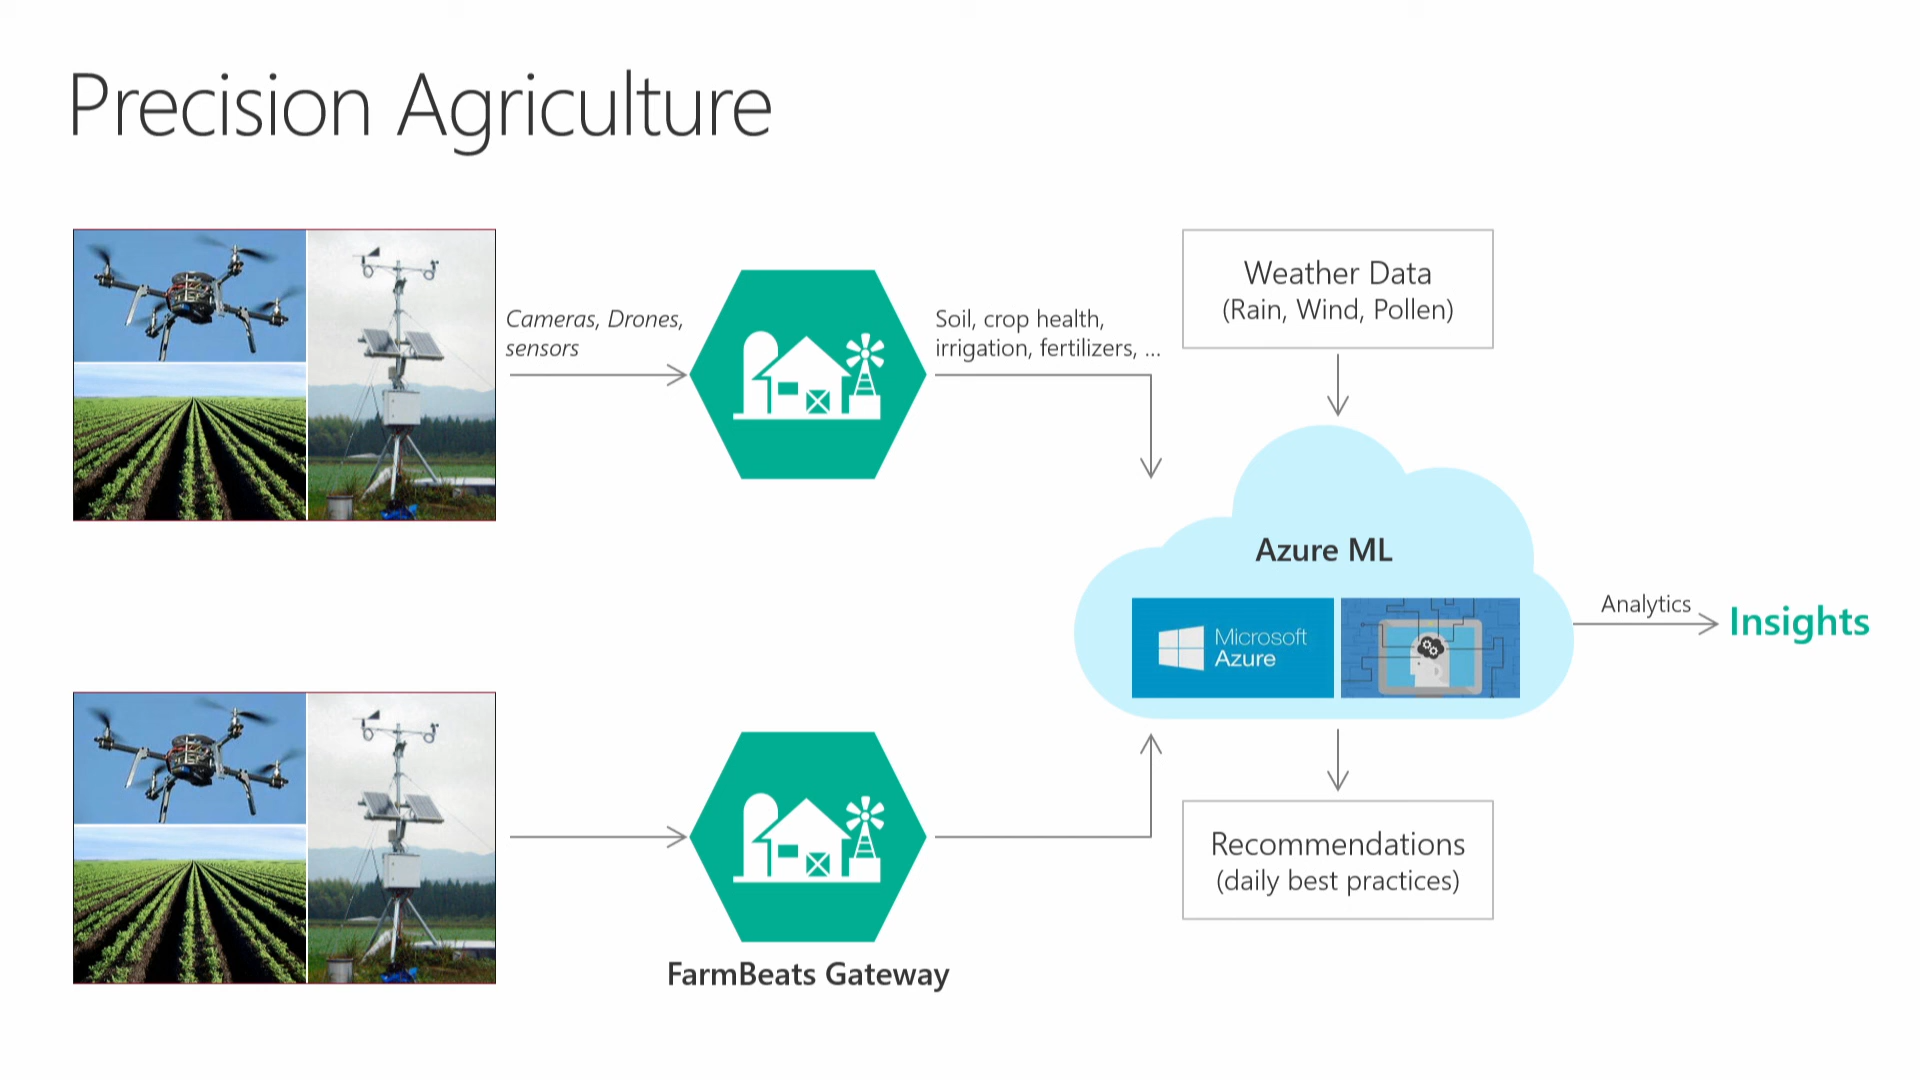 Precision Agriculture
Cameras, Drones,
sensors
Soil, crop health,
irrigation, fertilizers, ...
Weather Data
(Rain, Wind, Pollen)
Azure ML
Microsoft
Azure
Analytics
Insights
Recommendations
(daily best practices)
FarmBeats Gateway